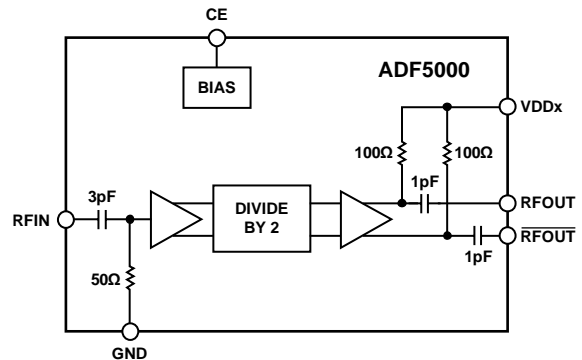 CE
ADF5000
BIAS
VDDx
100Ω
100Ω
3pF
1pF
RFIN
DIVIDE
BY 2
RFOUT
RFOUT
50Ω
1pF
GND